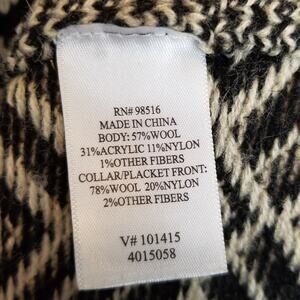 RN# 98516
MADE IN CHINA
BODY: 57%WOOL
31%ACRYLIC 11%NYLON
1%OTHER FIBERS
COLLAR/PLACKET FRONT:
78%WOOL 20%NYLON
2%OTHER FIBERS
V# 101415
4015058